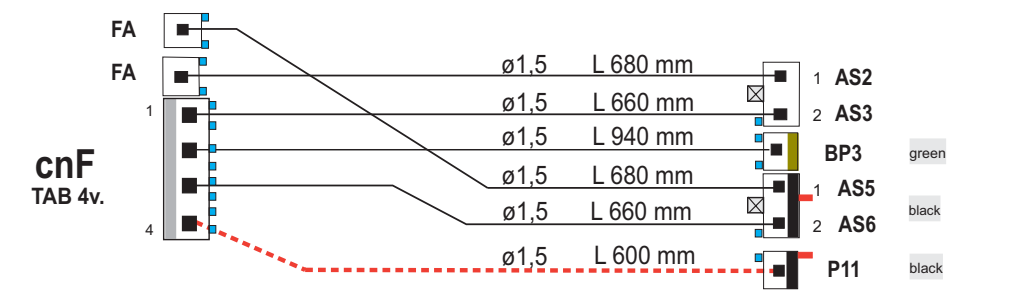 FA
FA
ø1,5 L 680 mm
1 AS2
1
ø1,5 L 660 mm
2 AS3
ø1,5 L 940 mm
BP3 green
cnF
TAB 4v.
ø1,5 L 680 mm
1 AS5
black
ø1,5 L 660 mm
2 AS6
4
ø1,5 L 600 mm
P11 black